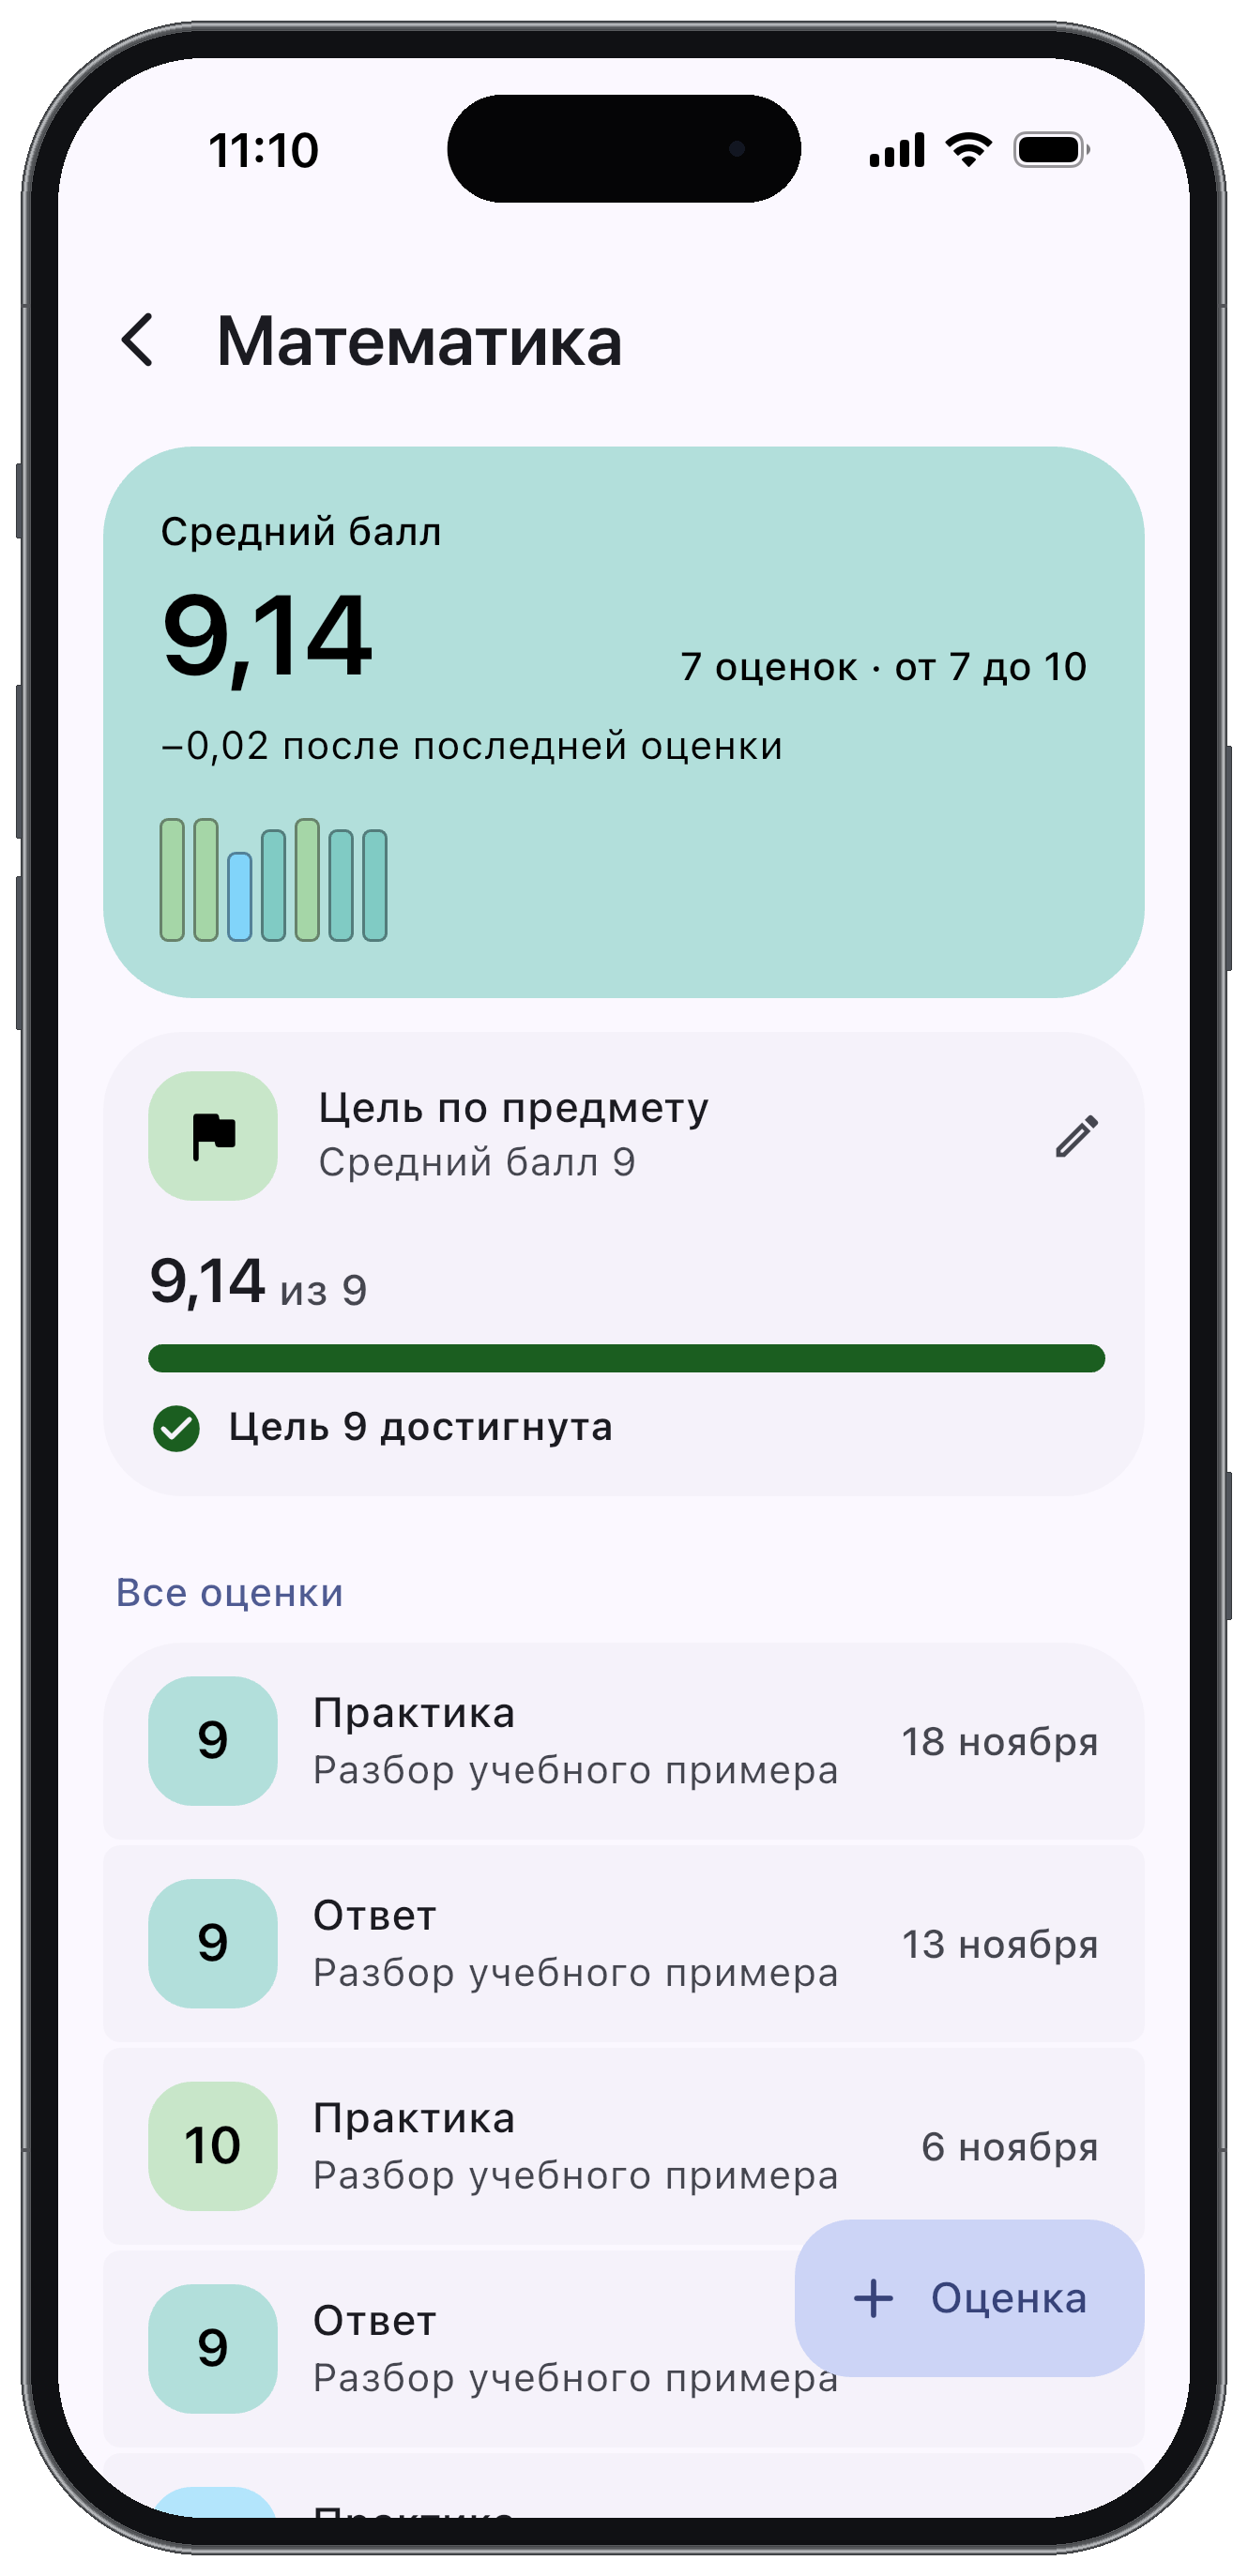 11:10
Математика
Средний балл
9,14
7 оценок · от 7 до 10
−0,02 после последней оценки
Цель по предмету
Средний балл 9
9,14 из 9
Цель 9 достигнута
Все оценки
9
Практика
Разбор учебного примера
18 ноября
9
Ответ
Разбор учебного примера
13 ноября
10
Практика
Разбор учебного примера
6 ноября
9
Ответ
Разбор учебного примера
+ Оценка